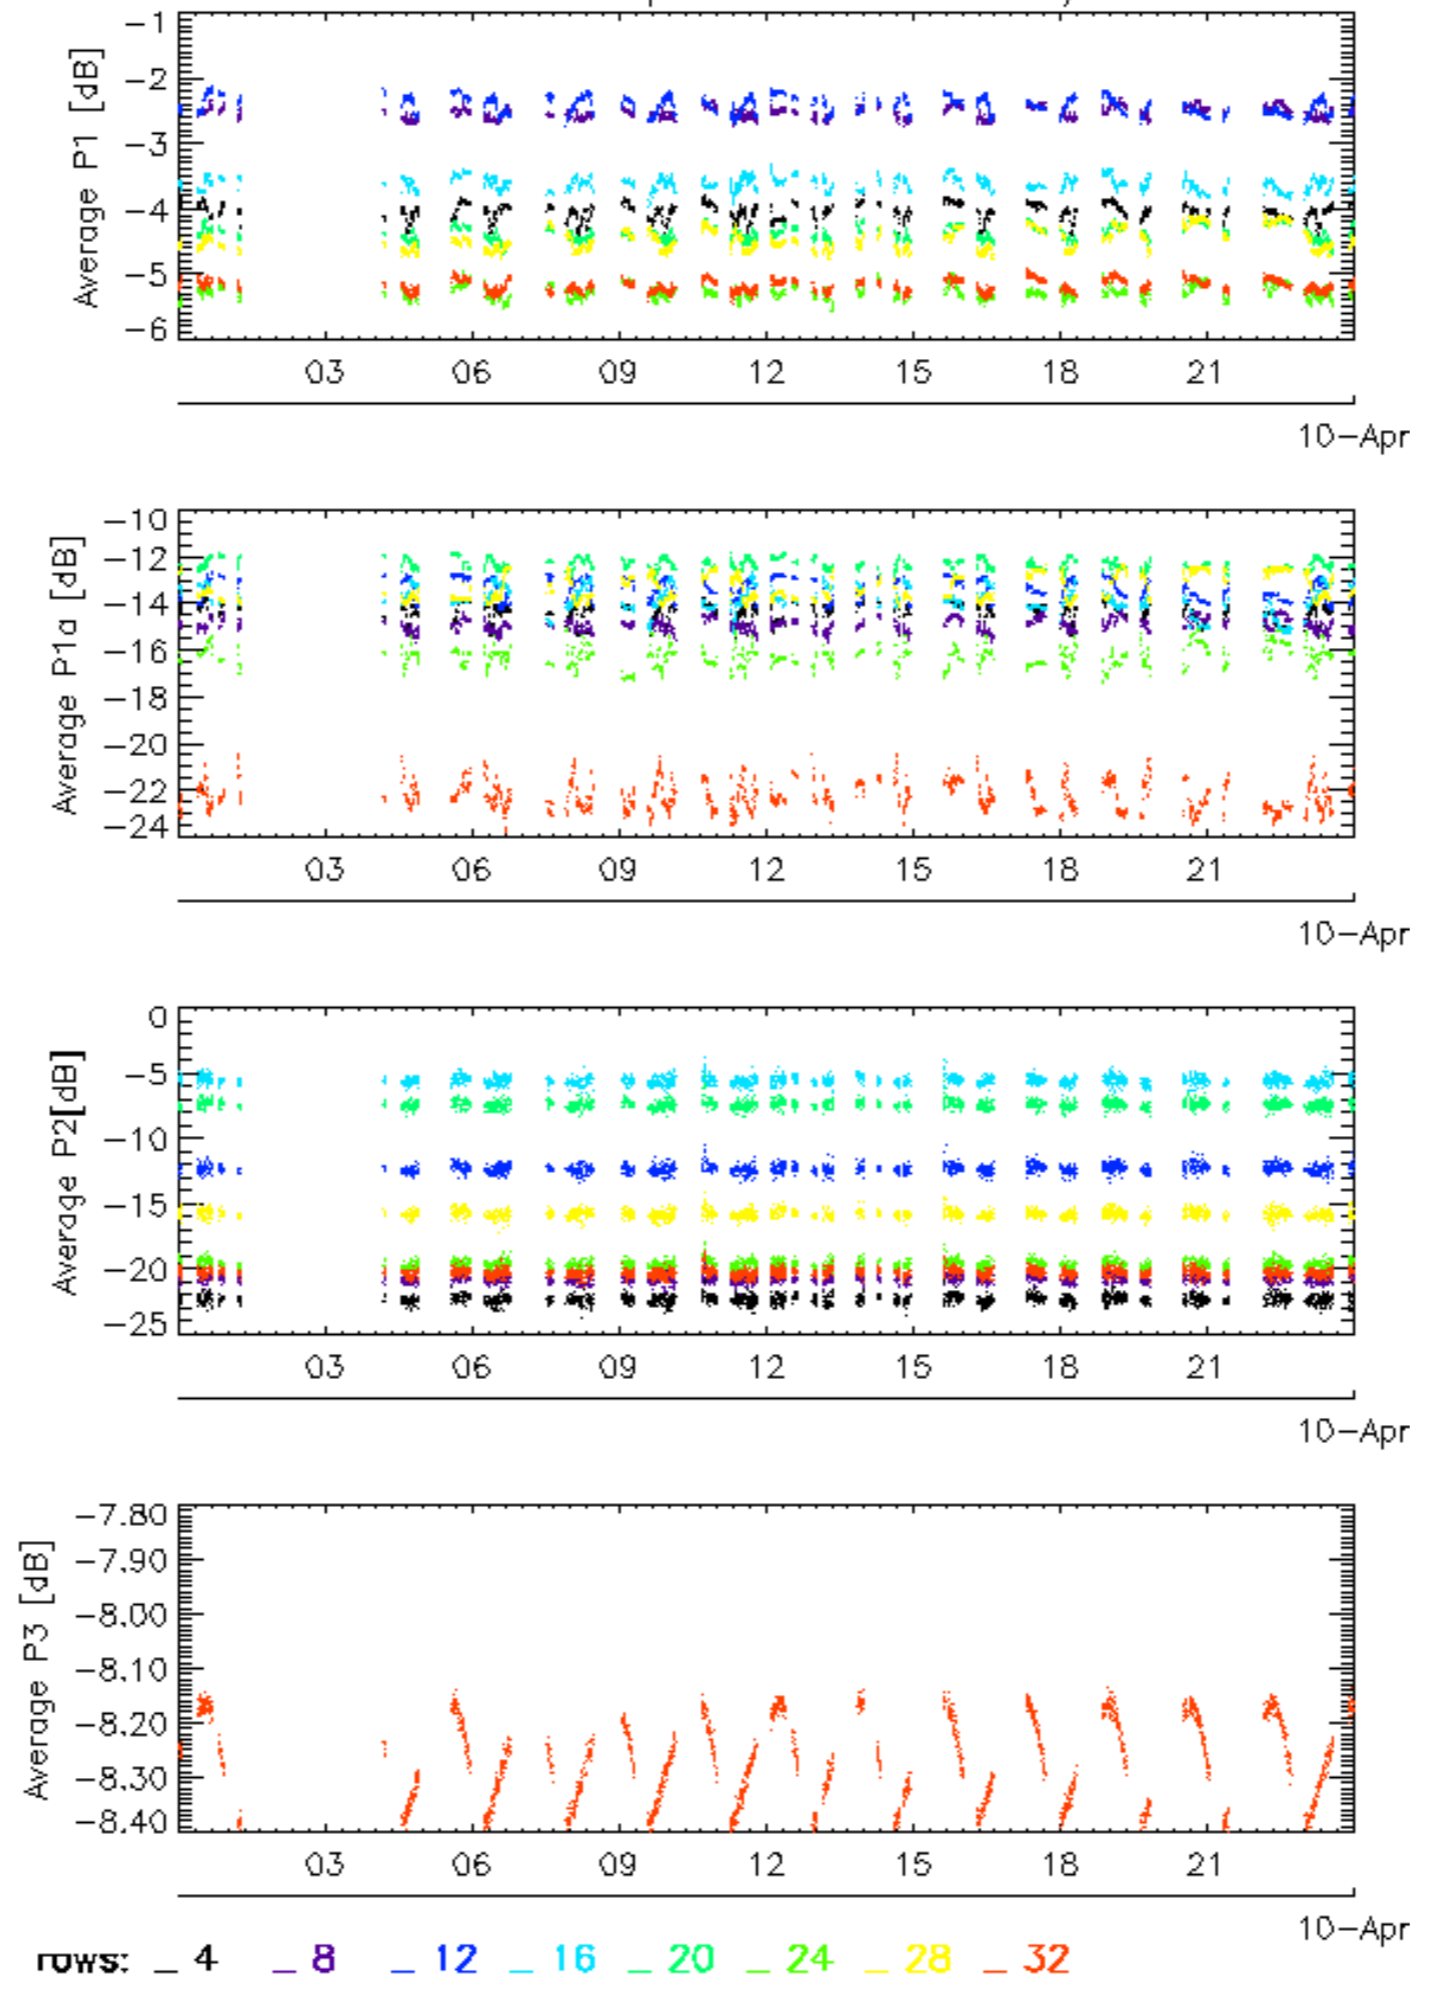 -1
-2
-3
-4
-5
-6
Average P1 [dB]
03 06 09 12 15 18 21
10-Apr
-10
-12
-14
-16
-18
-20
-22
-24
Average P1a [dB]
03 06 09 12 15 18 21
10-Apr
0
-5
-10
-15
-20
-25
Average P2[dB]
03 06 09 12 15 18 21
10-Apr
-7.80
-7.90
-8.00
-8.10
-8.20
-8.30
-8.40
Average P3 [dB]
03 06 09 12 15 18 21
10-Apr
rows: _ 4 _ 8 _ 12 _ 16 _ 20 _ 24 _ 28 _ 32